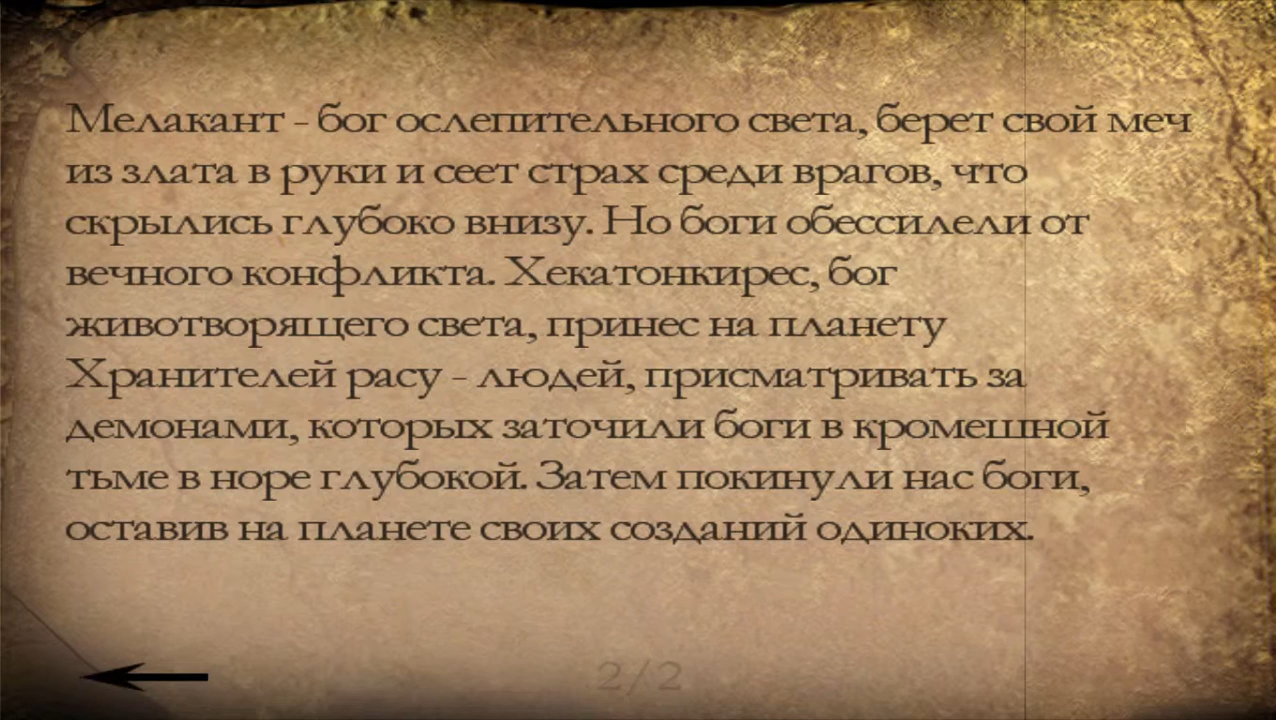 Мелакант - бог ослепительного света, берет свой меч
из злата в руки и сеет страх среди врагов, что
скрылись глубоко внизу. Но боги обессилели от
вечного конфликта. Хекатонкирес, бог
животворящего света, принес на планету
Хранителей расу - людей, присматривать за
демонами, которых заточили боги в кромешной
тьме в норе глубокой. Затем покинули нас боги,
оставив на планете своих созданий одиноких.
2/2